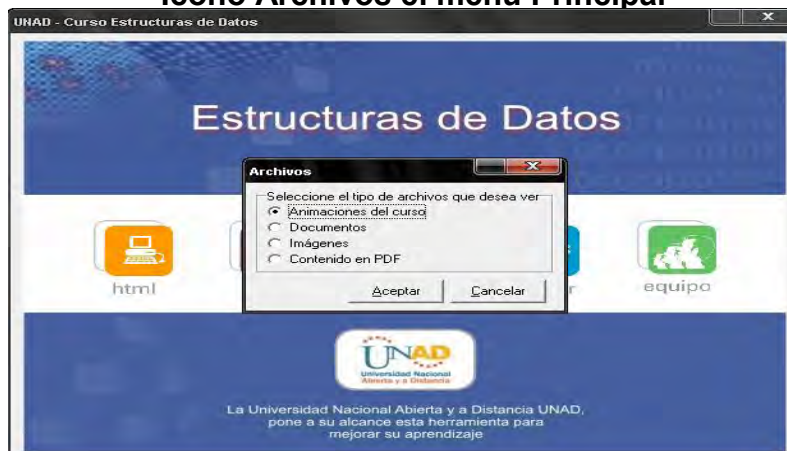 Icono Archivos el menú Principal
UNAD - Curso Estructuras de Datos
Estructuras de Datos
Archivos
Seleccione el tipo de archivos que desea ver
Animaciones del curso
Documentos
Imágenes
Contenido en PDF
Aceptar Cancelar
html
equipo
UNAD
Universidad Nacional
Abierta y a Distancia
La Universidad Nacional Abierta y a Distancia UNAD,
pone a su alcance esta herramienta para
mejorar su aprendizaje